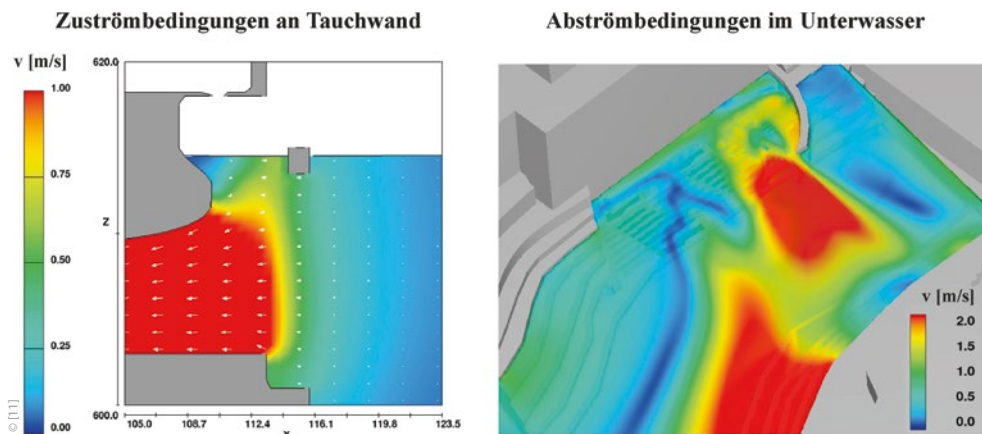 Zuströmbedingungen an Tauchwand
Abströmbedingungen im Unterwasser
v [m/s]
1.00
0.75
0.50
0.25
0.00
620.0
Z
600.0
105.0 108.7 112.4 116.1 119.8 123.5
x
v [m/s]
2.0
1.5
1.0
0.5
0.0
© [11]